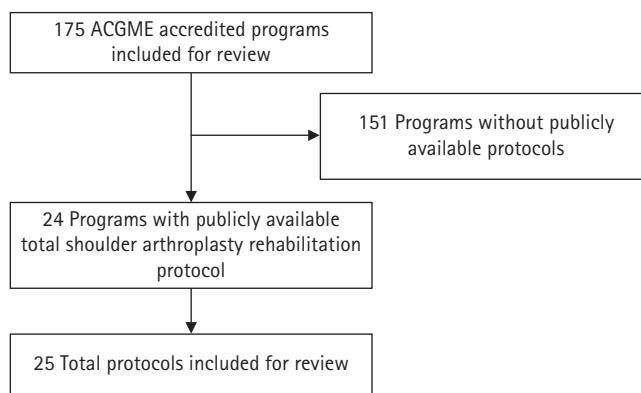 175 ACGME accredited programs
included for review
151 Programs without publicly
available protocols
24 Programs with publicly available
total shoulder arthroplasty rehabilitation
protocol
25 Total protocols included for review